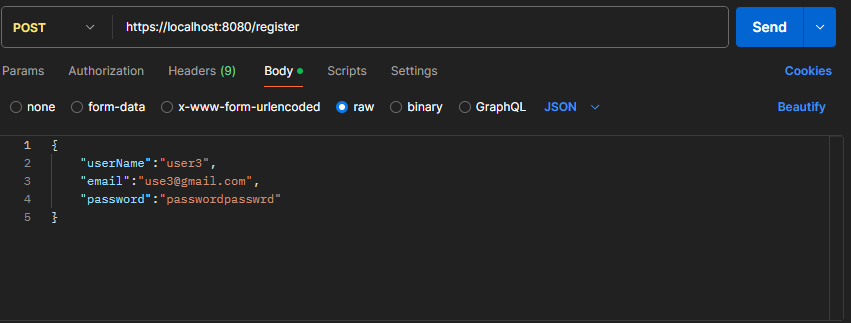 POST https://localhost:8080/register Send
Params Authorization Headers (9) Body Scripts Settings Cookies
none form-data x-www-form-urlencoded raw binary GraphQL JSON Beautify
1 {
2 "userName":"user3",
3 "email":"use3@gmail.com",
4 "password":"passwordpasswrd"
5 }